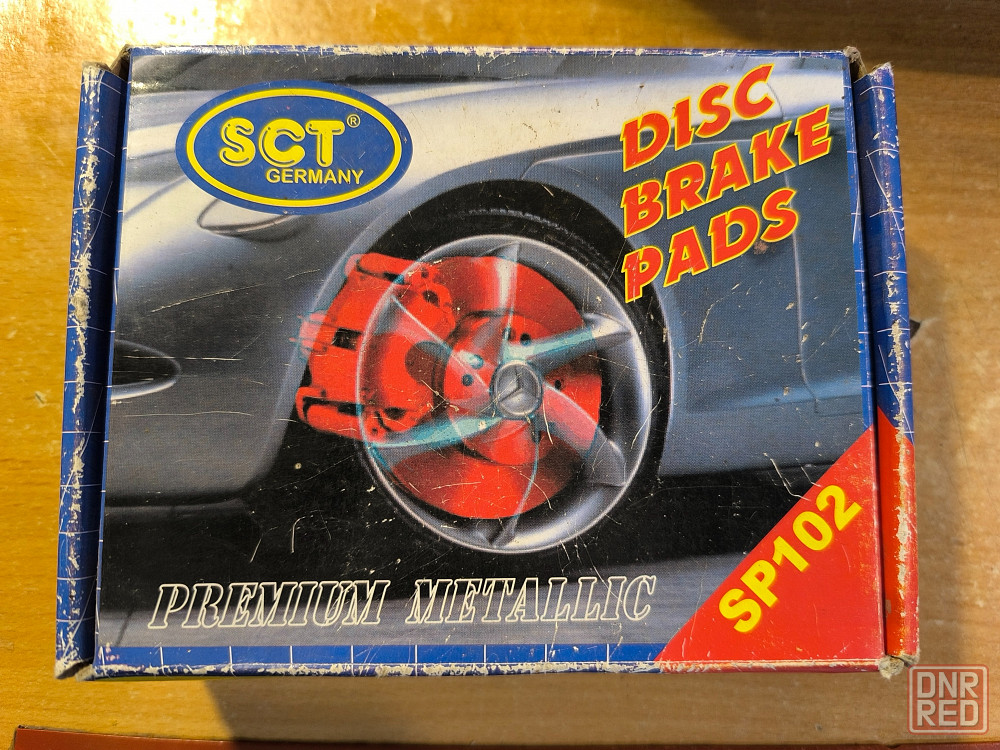 SCT®
GERMANY
DISC
BRAKE
PADS
PREMIUM METALLIC
SP102
DNR
RED